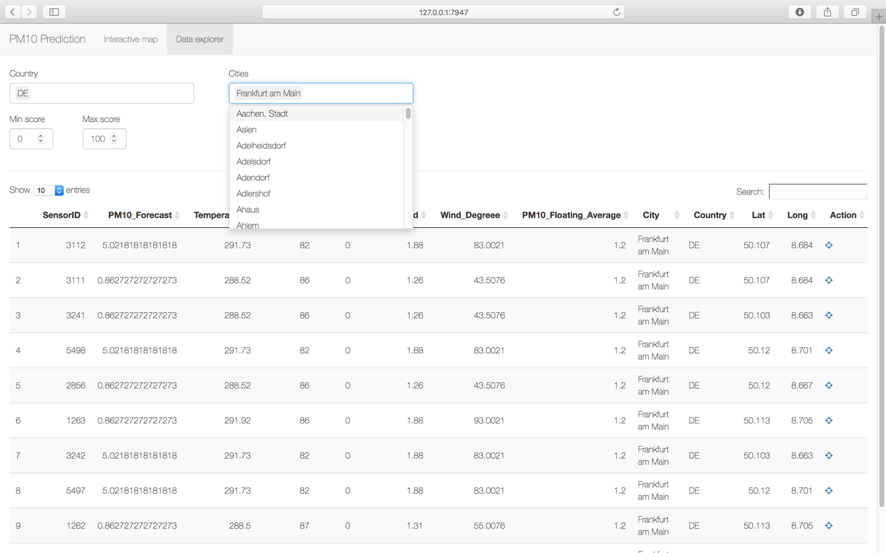 127.0.0.1:7947
PM10 Prediction Interactive map Data explorer
Country Cities
DE Frankfurt am Main
Aachen, Stadt
Aalen
Adelheidsdorf
Adelsdorf
Adendorf
Adlershof
Ahaus
Ahlem
Min score Max score
0 100
Show 10 entries Search:
SensorID PM10_Forecast Tempera d Wind_Degreee PM10_Floating_Average City Country Lat Long Action
1 3112 5.02181818181818 291.73 82 0 1.88 83.0021 1.2 Frankfurt am Main DE 50.107 8.684
2 3111 0.862727272727273 288.52 86 0 1.26 43.5076 1.2 Frankfurt am Main DE 50.107 8.684
3 3241 0.862727272727273 288.52 86 0 1.26 43.5076 1.2 Frankfurt am Main DE 50.103 8.663
4 5498 5.02181818181818 291.73 82 0 1.88 83.0021 1.2 Frankfurt am Main DE 50.12 8.701
5 2856 0.862727272727273 288.52 86 0 1.26 43.5076 1.2 Frankfurt am Main DE 50.12 8.667
6 1263 5.02181818181818 291.92 86 0 1.88 93.0021 1.2 Frankfurt am Main DE 50.113 8.705
7 3242 5.02181818181818 291.73 82 0 1.88 83.0021 1.2 Frankfurt am Main DE 50.103 8.663
8 5497 5.02181818181818 291.73 82 0 1.88 83.0021 1.2 Frankfurt am Main DE 50.12 8.701
9 1262 0.862727272727273 288.5 87 0 1.31 55.0076 1.2 Frankfurt am Main DE 50.113 8.705